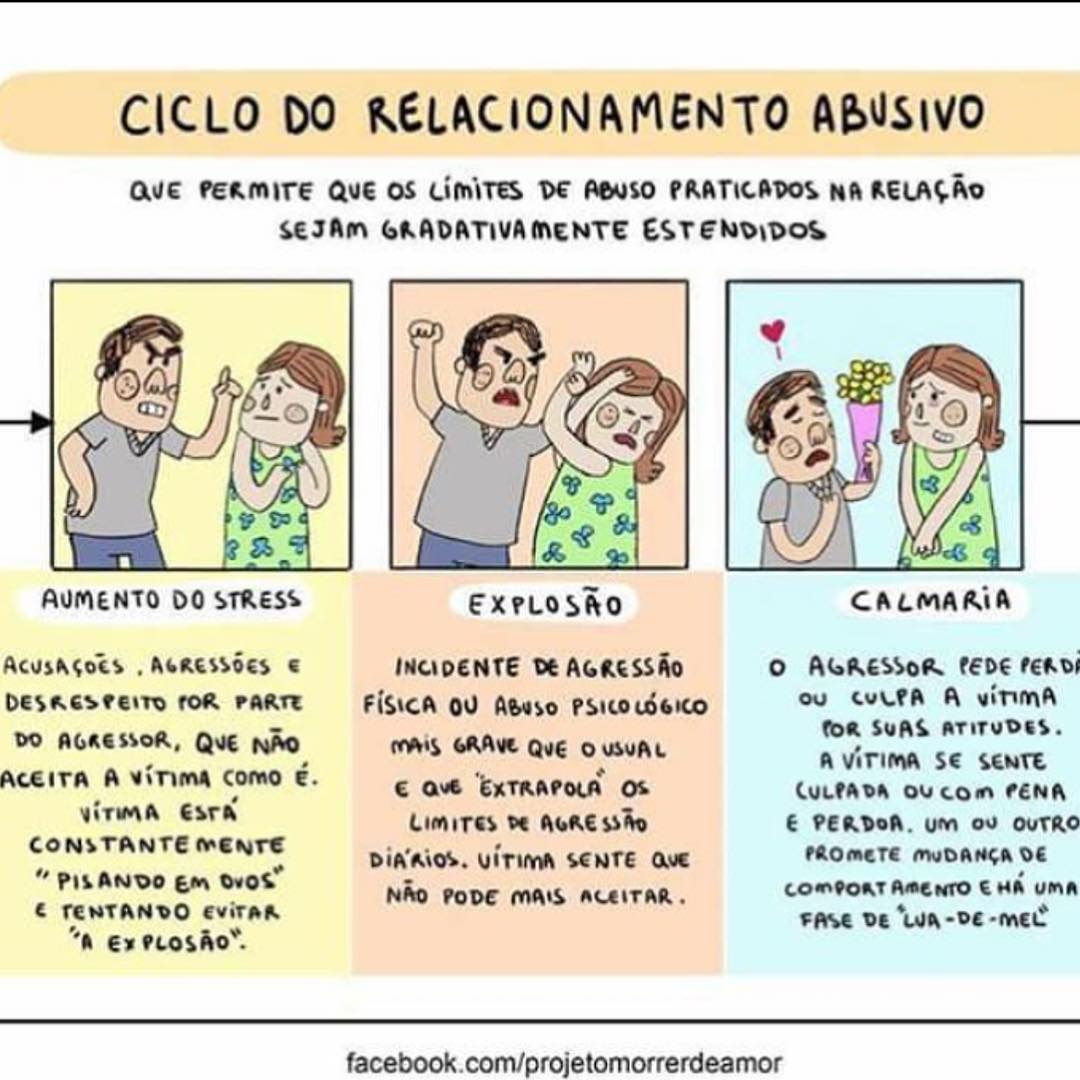 CICLO DO RELACIONAMENTO ABUSIVO
QUE PERMITE QUE OS LÍMITES DE ABUSO PRATICADOS NA RELAÇÃO
SEJAM GRADATIVAMENTE ESTENDIDOS
AUMENTO DO STRESS
ACUSAÇÕES, AGRESSÕES E
DESRESPEITO POR PARTE
DO AGRESSOR, QUE NÃO
ACEITA A VÍTIMA COMO É.
VÍTIMA ESTÁ
CONSTANTEMENTE
"PISANDO EM OVOS"
E TENTANDO EVITAR
"A EXPLOSÃO".
EXPLOSÃO
INCIDENTE DE AGRESSÃO
FÍSICA OU ABUSO PSICOLÓGICO
MAIS GRAVE QUE O USUAL
E QUE "EXTRAPOLA" OS
LIMITES DE AGRESSÃO
DIÁRIOS. VÍTIMA SENTE QUE
NÃO PODE MAIS ACEITAR.
CALMARIA
O AGRESSOR PEDE PERDÃ
OU CULPA A VÍTIMA
POR SUAS ATITUDES.
A VÍTIMA SE SENTE
CULPADA OU COM PENA
E PERDOA. UM OU OUTRO
PROMETE MUDANÇA DE
COMPORTAMENTO E HÁ UMA
FASE DE "LUA-DE-MEL"
facebook.com/projetomorrerdeamor